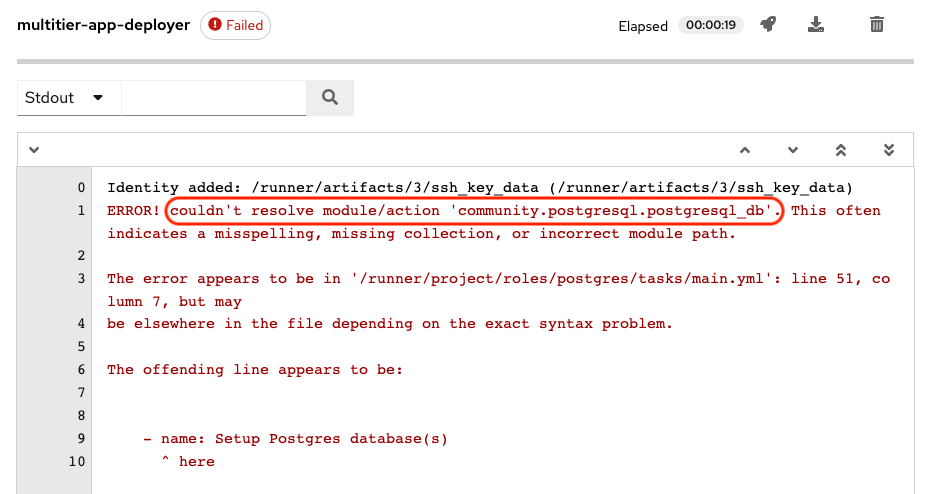 multitier-app-deployer Failed Elapsed 00:00:19
Stdout
0 Identity added: /runner/artifacts/3/ssh_key_data (/runner/artifacts/3/ssh_key_data)
1 ERROR! couldn't resolve module/action 'community.postgresql.postgresql_db'. This often
indicates a misspelling, missing collection, or incorrect module path.
2
3 The error appears to be in '/runner/project/roles/postgres/tasks/main.yml': line 51, co
lumn 7, but may
4 be elsewhere in the file depending on the exact syntax problem.
5
6 The offending line appears to be:
7
8
9 - name: Setup Postgres database(s)
10 ^ here